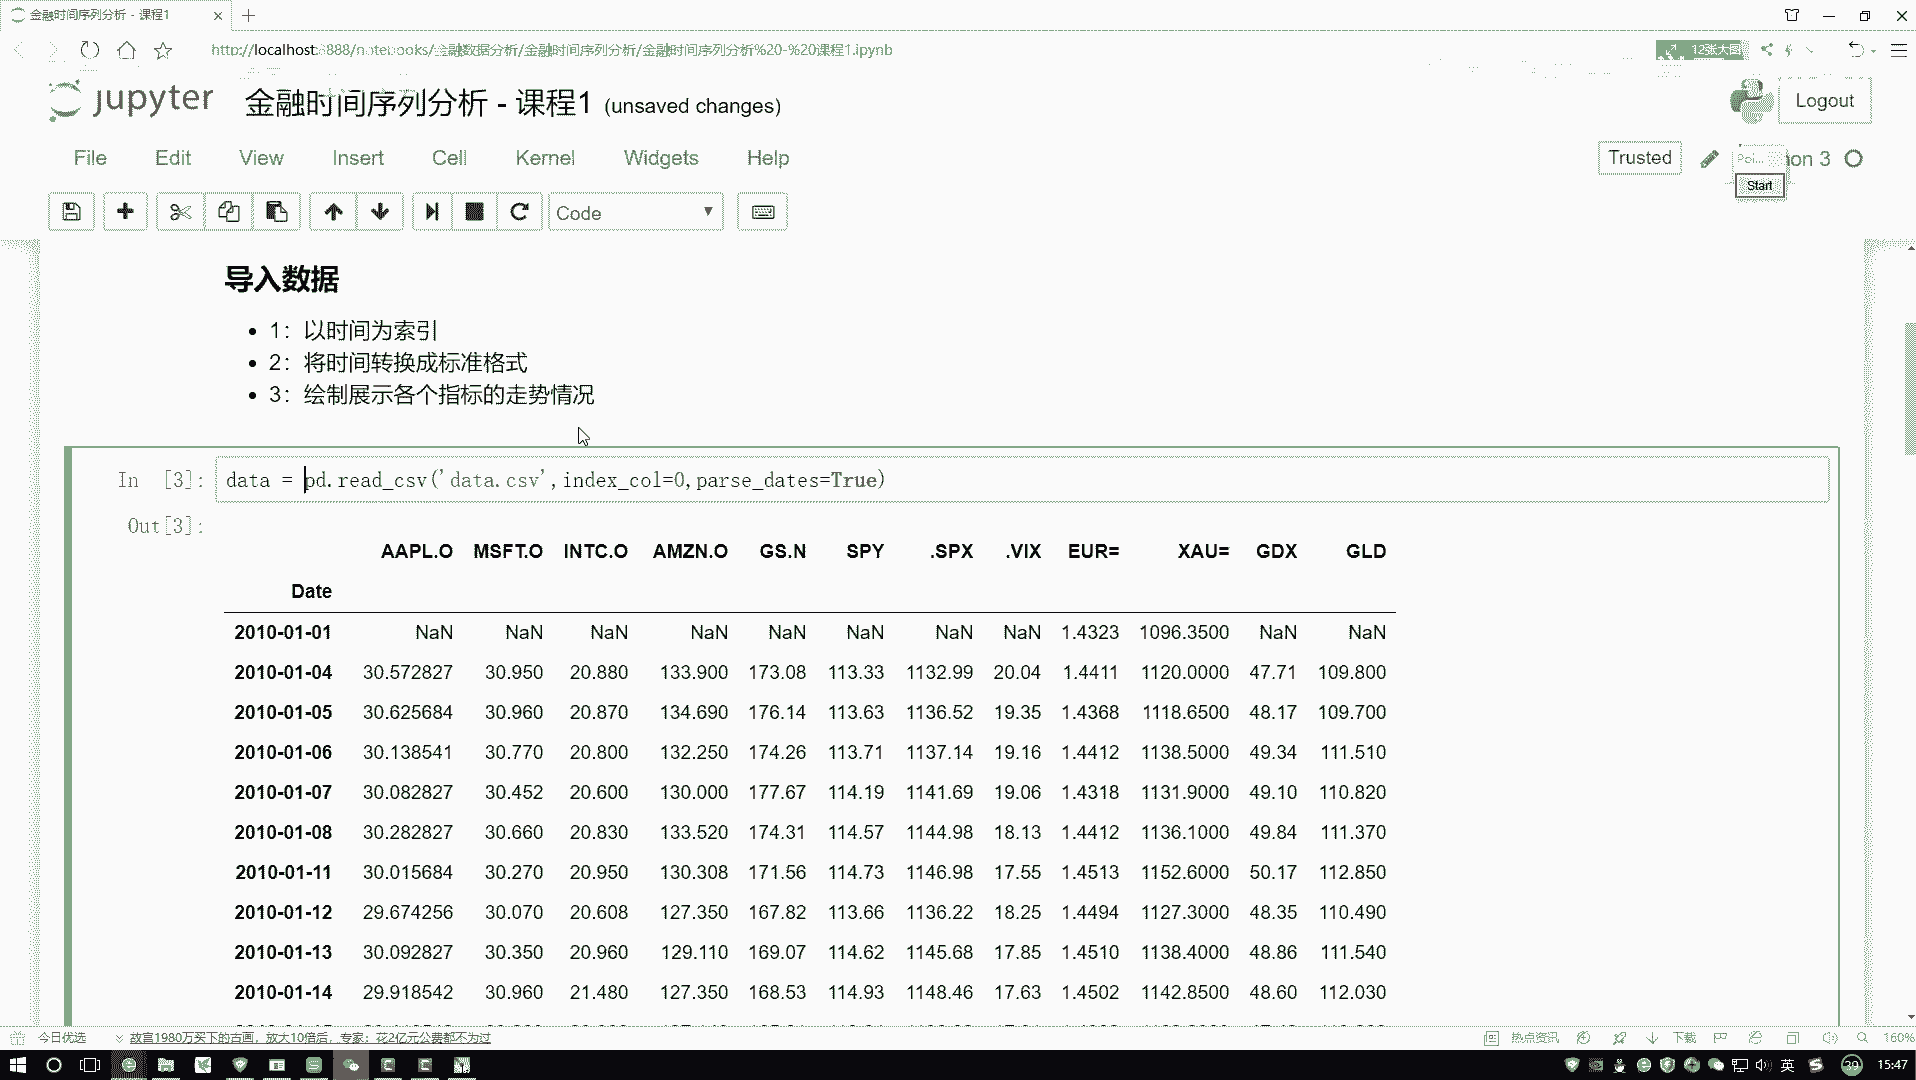 金融时间序列分析 - 课程1
http://localhost:8888/notebooks/金融数据分析/金融时间序列分析/金融时间序列分析%20-%20课程1.ipynb
12张大图
jupyter 金融时间序列分析 - 课程1 (unsaved changes)
Logout
File Edit View Insert Cell Kernel Widgets Help
Trusted
on 3
Poi...
Start
Code
导入数据
1：以时间为索引
2：将时间转换成标准格式
3：绘制展示各个指标的走势情况
In [3]: data = pd.read_csv('data.csv',index_col=0,parse_dates=True)
Out[3]:
AAPL.O MSFT.O INTC.O AMZN.O GS.N SPY .SPX .VIX EUR= XAU= GDX GLD
Date
2010-01-01 NaN NaN NaN NaN NaN NaN NaN NaN 1.4323 1096.3500 NaN NaN
2010-01-04 30.572827 30.950 20.880 133.900 173.08 113.33 1132.99 20.04 1.4411 1120.0000 47.71 109.800
2010-01-05 30.625684 30.960 20.870 134.690 176.14 113.63 1136.52 19.35 1.4368 1118.6500 48.17 109.700
2010-01-06 30.138541 30.770 20.800 132.250 174.26 113.71 1137.14 19.16 1.4412 1138.5000 49.34 111.510
2010-01-07 30.082827 30.452 20.600 130.000 177.67 114.19 1141.69 19.06 1.4318 1131.9000 49.10 110.820
2010-01-08 30.282827 30.660 20.830 133.520 174.31 114.57 1144.98 18.13 1.4412 1136.1000 49.84 111.370
2010-01-11 30.015684 30.270 20.950 130.308 171.56 114.73 1146.98 17.55 1.4513 1152.6000 50.17 112.850
2010-01-12 29.674256 30.070 20.608 127.350 167.82 113.66 1136.22 18.25 1.4494 1127.3000 48.35 110.490
2010-01-13 30.092827 30.350 20.960 129.110 169.07 114.62 1145.68 17.85 1.4510 1138.4000 48.86 111.540
2010-01-14 29.918542 30.960 21.480 127.350 168.53 114.93 1148.46 17.63 1.4502 1142.8500 48.60 112.030
今日优选 故宫1980万买下的古画，放大10倍后，专家：花2亿元公费都不为过
热点资讯 下载 160%
英 39 15:47